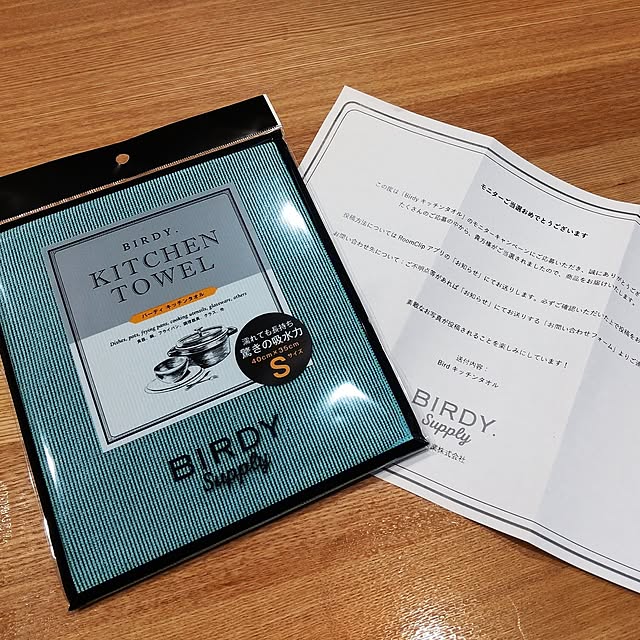 BIRDY.
KITCHEN
TOWEL
バーディ キッチンタオル
Dishes, pots, frying pans, cooking utensils, glassware, others
食器、鍋、フライパン、調理器具、グラス 他
濡れても長持ち
驚きの吸水力
40cm×35cm
Sサイズ
BIRDY.
Supply
モニターご当選おめでとうございます
この度は「Birdy キッチンタオル」のモニターキャンペーンにご応募いただき、誠にありがとうござ
たくさんのご応募の中から、貴方様がご当選されましたので、商品をお届けいたしま
投稿方法については RoomClip アプリの「お知らせ」にてお送りします。必ずご確認いただいた上で投稿をお
お問い合わせ先について:ご不明点等があれば「お知らせ」にてお送りする「お問い合わせフォーム」よりご連
素敵なお写真が投稿されることを楽しみにしています！
送付内容：
Bird キッチンタオル
BIRDY.
Supply
業株式会社